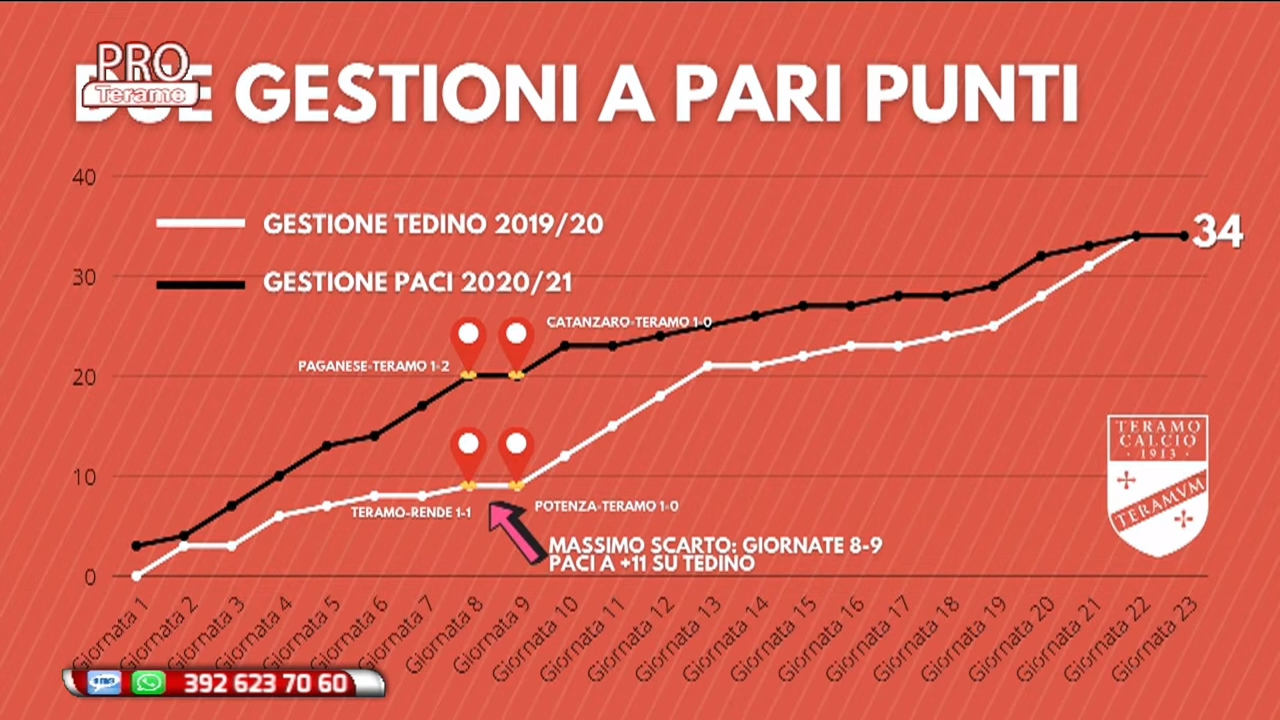 PRO
Teramo
DUE GESTIONI A PARI PUNTI
40
GESTIONE TEDINO 2019/20
34
30
GESTIONE PACI 2020/21
CATANZARO-TERAMO 1-0
PAGANESE-TERAMO 1-2
20
TERAMO
CALCIO
· 1913 ·
TERAMVM
10
TERAMO-RENDE 1-1
POTENZA-TERAMO 1-0
MASSIMO SCARTO: GIORNATE 8-9
PACI A +11 SU TEDINO
0
Giornata 1
Giornata 2
Giornata 3
Giornata 4
Giornata 5
Giornata 6
Giornata 7
Giornata 8
Giornata 9
Giornata 10
Giornata 11
Giornata 12
Giornata 13
Giornata 14
Giornata 15
Giornata 16
Giornata 17
Giornata 18
Giornata 19
Giornata 20
Giornata 21
Giornata 22
Giornata 23
392 623 70 60